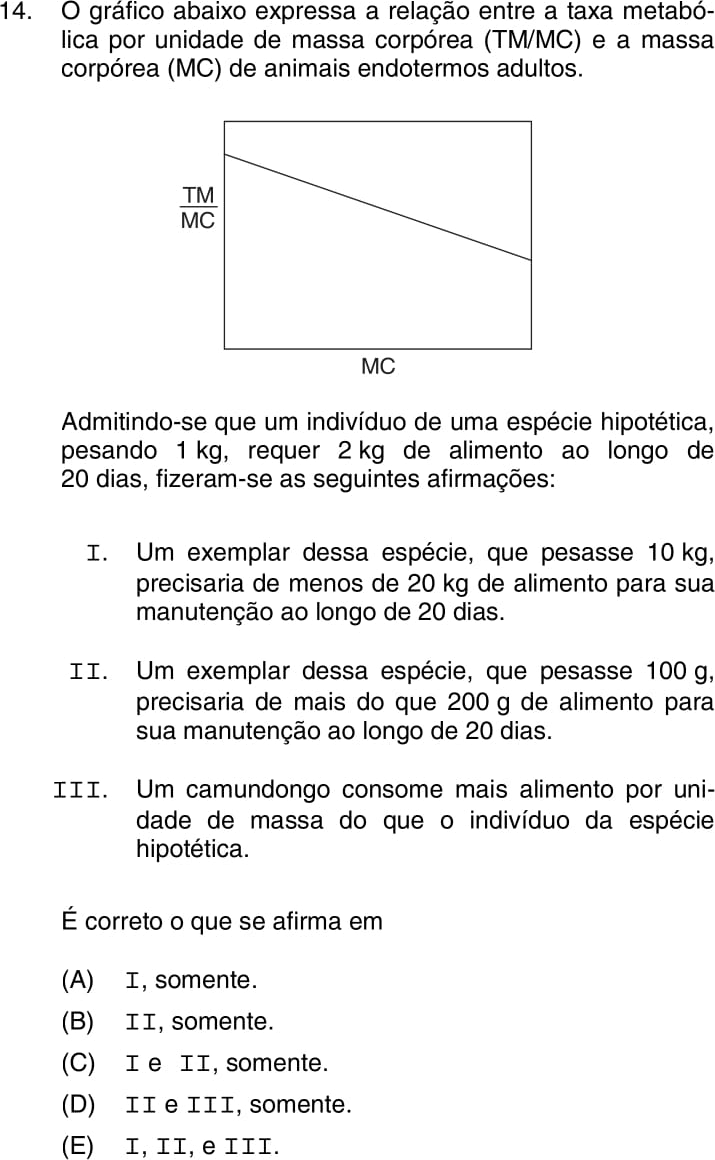 14. O gráfico abaixo expressa a relação entre a taxa metabó-
lica por unidade de massa corpórea (TM/MC) e a massa
corpórea (MC) de animais endotermos adultos.
TM
MC
MC
Admitindo-se que um indivíduo de uma espécie hipotética,
pesando 1 kg, requer 2 kg de alimento ao longo de
20 dias, fizeram-se as seguintes afirmações:
I. Um exemplar dessa espécie, que pesasse 10 kg,
precisaria de menos de 20 kg de alimento para sua
manutenção ao longo de 20 dias.
II. Um exemplar dessa espécie, que pesasse 100 g,
precisaria de mais do que 200 g de alimento para
sua manutenção ao longo de 20 dias.
III. Um camundongo consome mais alimento por uni-
dade de massa do que o indivíduo da espécie
hipotética.
É correto o que se afirma em
(A) I, somente.
(B) II, somente.
(C) I e II, somente.
(D) II e III, somente.
(E) I, II, e III.